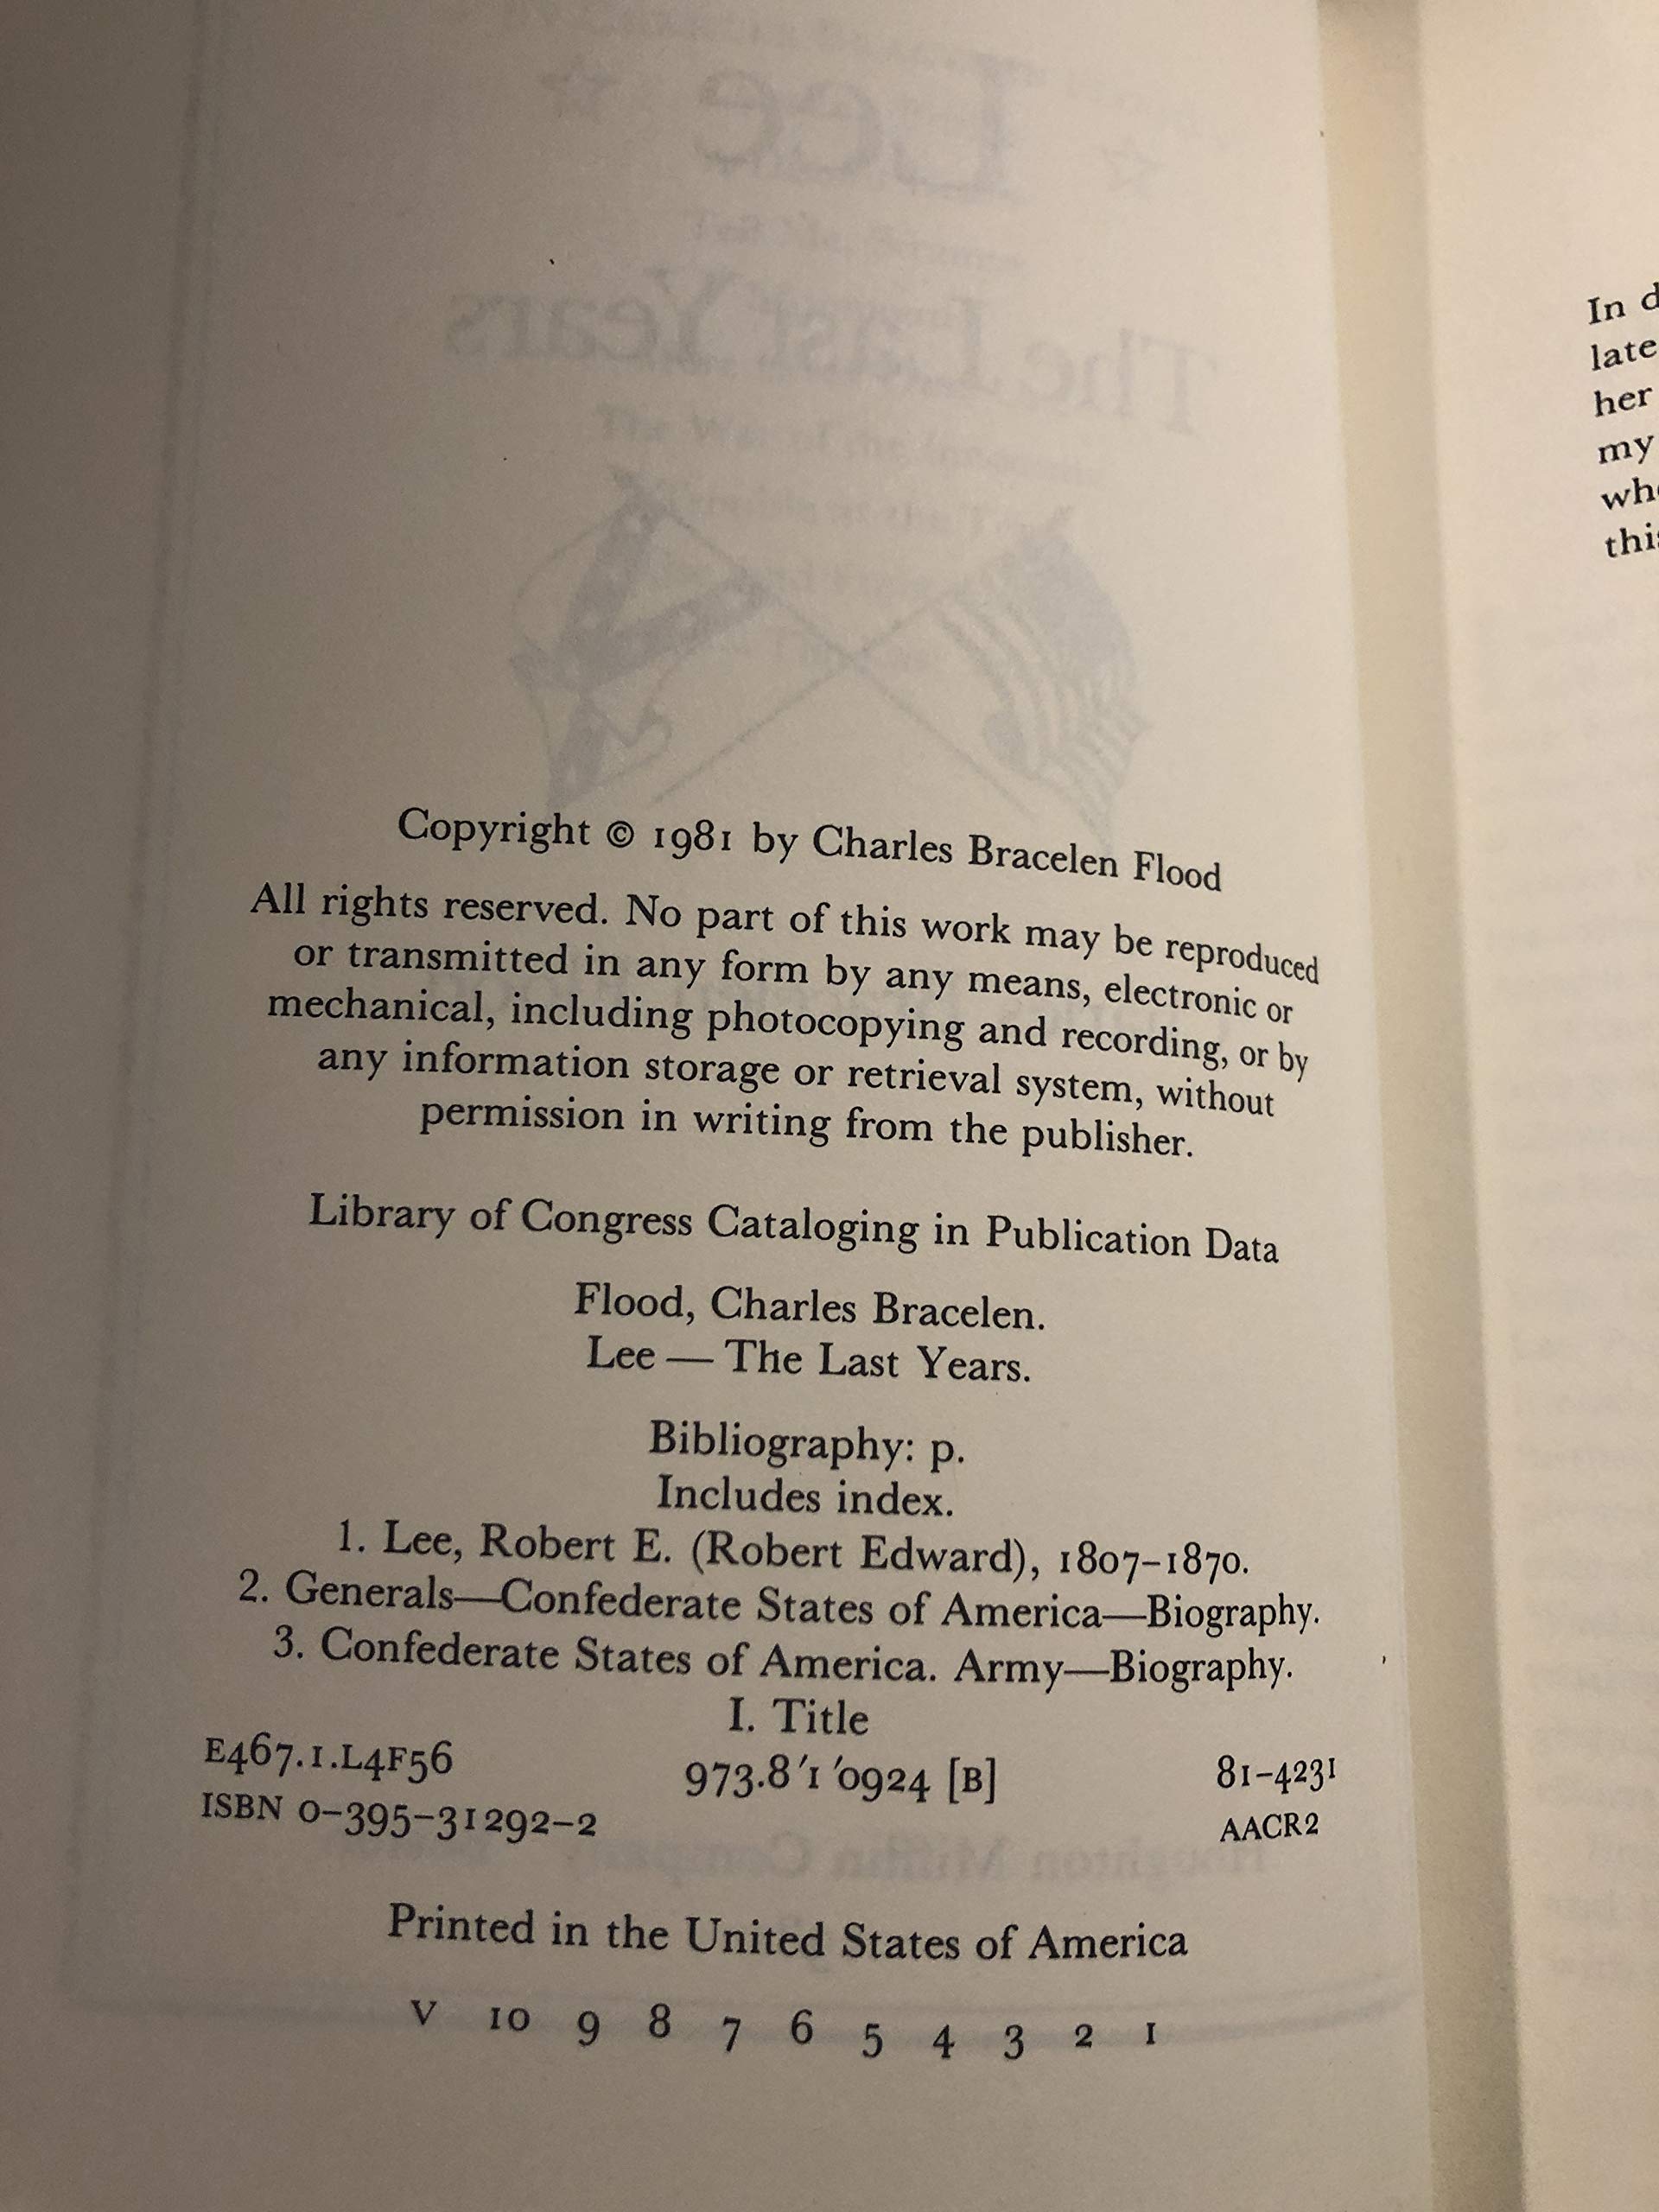 Copyright © 1981 by Charles Bracelen Flood
All rights reserved. No part of this work may be reproduced
or transmitted in any form by any means, electronic or
mechanical, including photocopying and recording, or by
any information storage or retrieval system, without
permission in writing from the publisher.
Library of Congress Cataloging in Publication Data
Flood, Charles Bracelen.
Lee — The Last Years.
Bibliography: p.
Includes index.
1. Lee, Robert E. (Robert Edward), 1807–1870.
2. Generals—Confederate States of America—Biography.
3. Confederate States of America. Army—Biography.
I. Title
E467.1.L4F56 973.8′1′0924 [B] 81-4231
ISBN 0-395-31292-2 AACR2
Printed in the United States of America
V 10 9 8 7 6 5 4 3 2 1
In
late
her
my